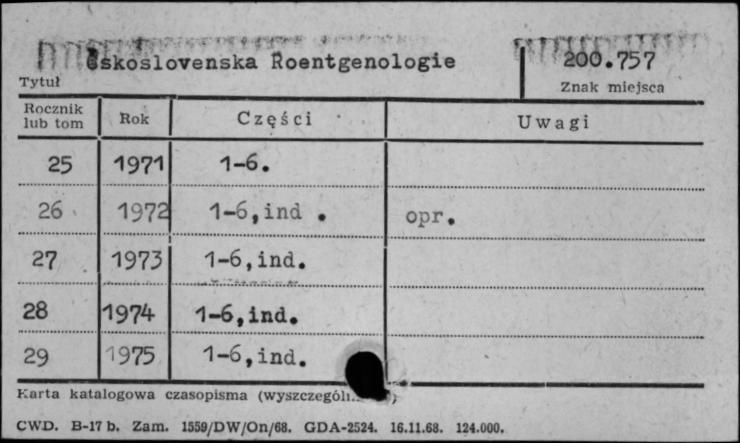 Československa Roentgenologie 200.757
Tytuł Znak miejsca
Rocznik lub tom Rok Części Uwagi
25 1971 1-6.
26 1972 1-6,ind . opr.
27 1973 1-6,ind.
28 1974 1-6,ind.
29 1975 1-6,ind.
Karta katalogowa czasopisma
CWD. B-17 b. Zam. 1559/DW/On/68. GDA-2524. 16.11.68. 124.000.